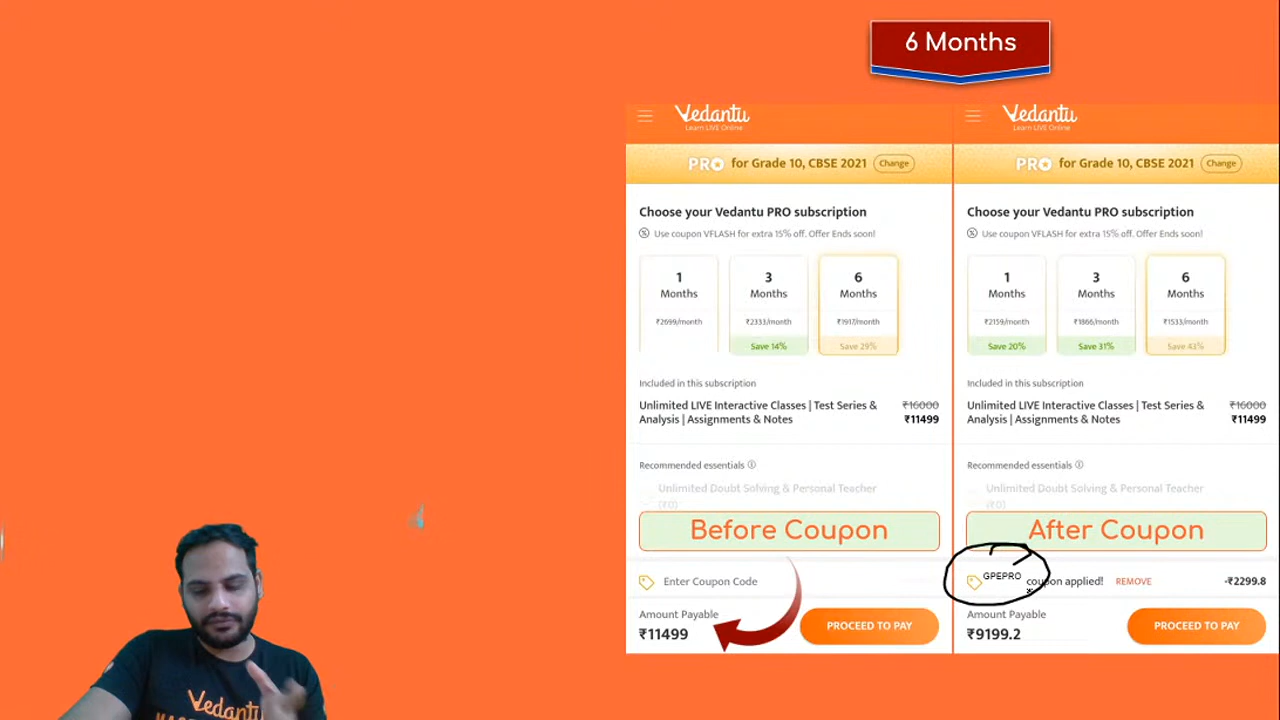 6 Months
Vedantu
Learn LIVE Online
PRO for Grade 10, CBSE 2021 Change
Choose your Vedantu PRO subscription
Use coupon VFLASH for extra 15% off. Offer Ends soon!
1
Months
₹2699/month
3
Months
₹2333/month
Save 14%
6
Months
₹1917/month
Save 29%
Included in this subscription
Unlimited LIVE Interactive Classes | Test Series & ₹16000
Analysis | Assignments & Notes ₹11499
Recommended essentials
Unlimited Doubt Solving & Personal Teacher
(₹0)
Before Coupon
Enter Coupon Code
Amount Payable
₹11499
PROCEED TO PAY
Vedantu
Learn LIVE Online
PRO for Grade 10, CBSE 2021 Change
Choose your Vedantu PRO subscription
Use coupon VFLASH for extra 15% off. Offer Ends soon!
1
Months
₹2159/month
Save 20%
3
Months
₹1866/month
Save 31%
6
Months
₹1533/month
Save 43%
Included in this subscription
Unlimited LIVE Interactive Classes | Test Series & ₹16000
Analysis | Assignments & Notes ₹11499
Recommended essentials
Unlimited Doubt Solving & Personal Teacher
(₹0)
After Coupon
GPEPRO coupon applied! REMOVE -₹2299.8
Amount Payable
₹9199.2
PROCEED TO PAY
Vedantu